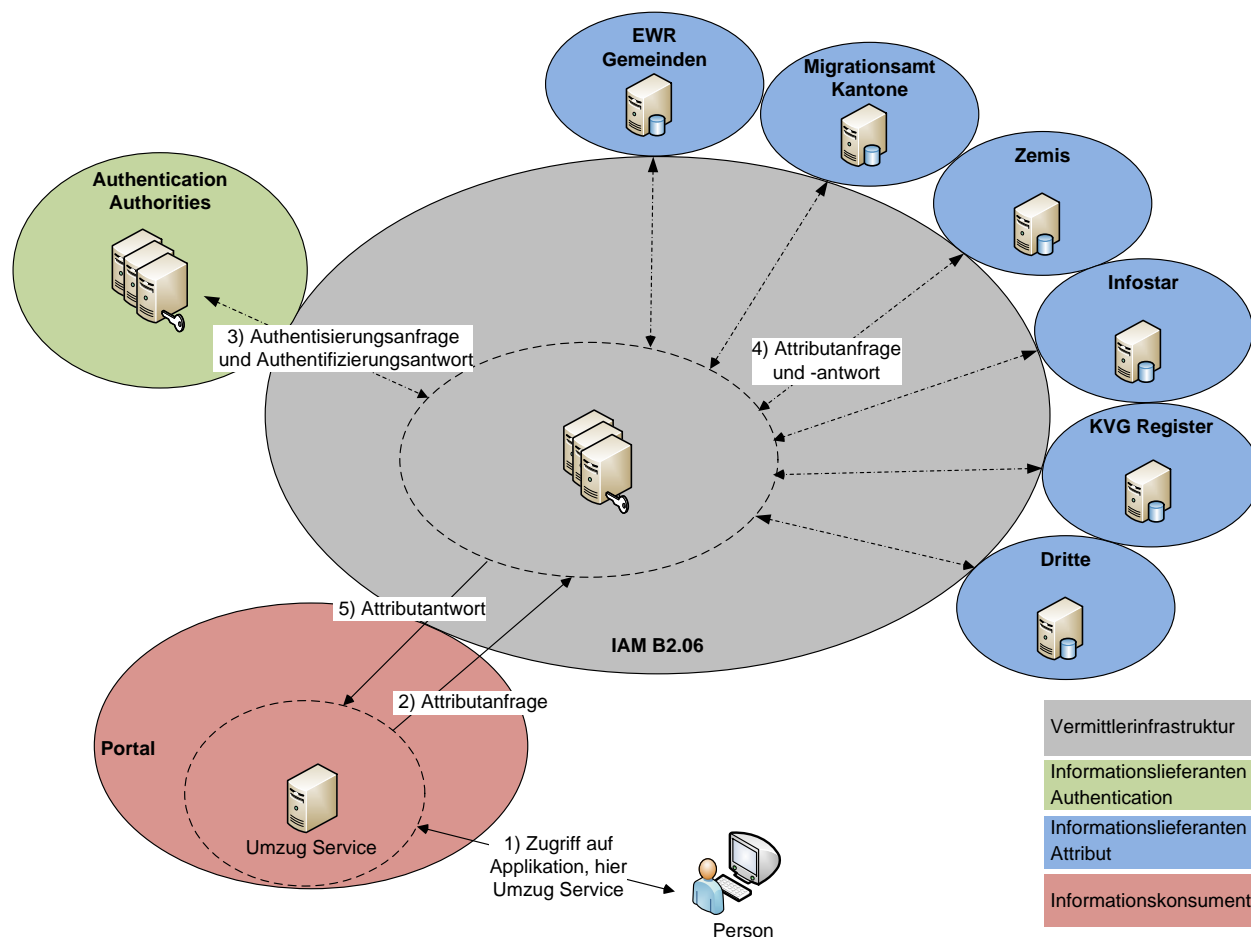 EWR
Gemeinden
Migrationsamt
Kantone
Zemis
Authentication
Authorities
Infostar
3) Authentisierungsanfrage
und Authentifizierungsantwort
4) Attributanfrage
und -antwort
KVG Register
Dritte
5) Attributantwort
IAM B2.06
2) Attributanfrage
Portal
Umzug Service
1) Zugriff auf
Applikation, hier
Umzug Service
Person
Vermittlerinfrastruktur
Informationslieferanten
Authentication
Informationslieferanten
Attribut
Informationskonsument